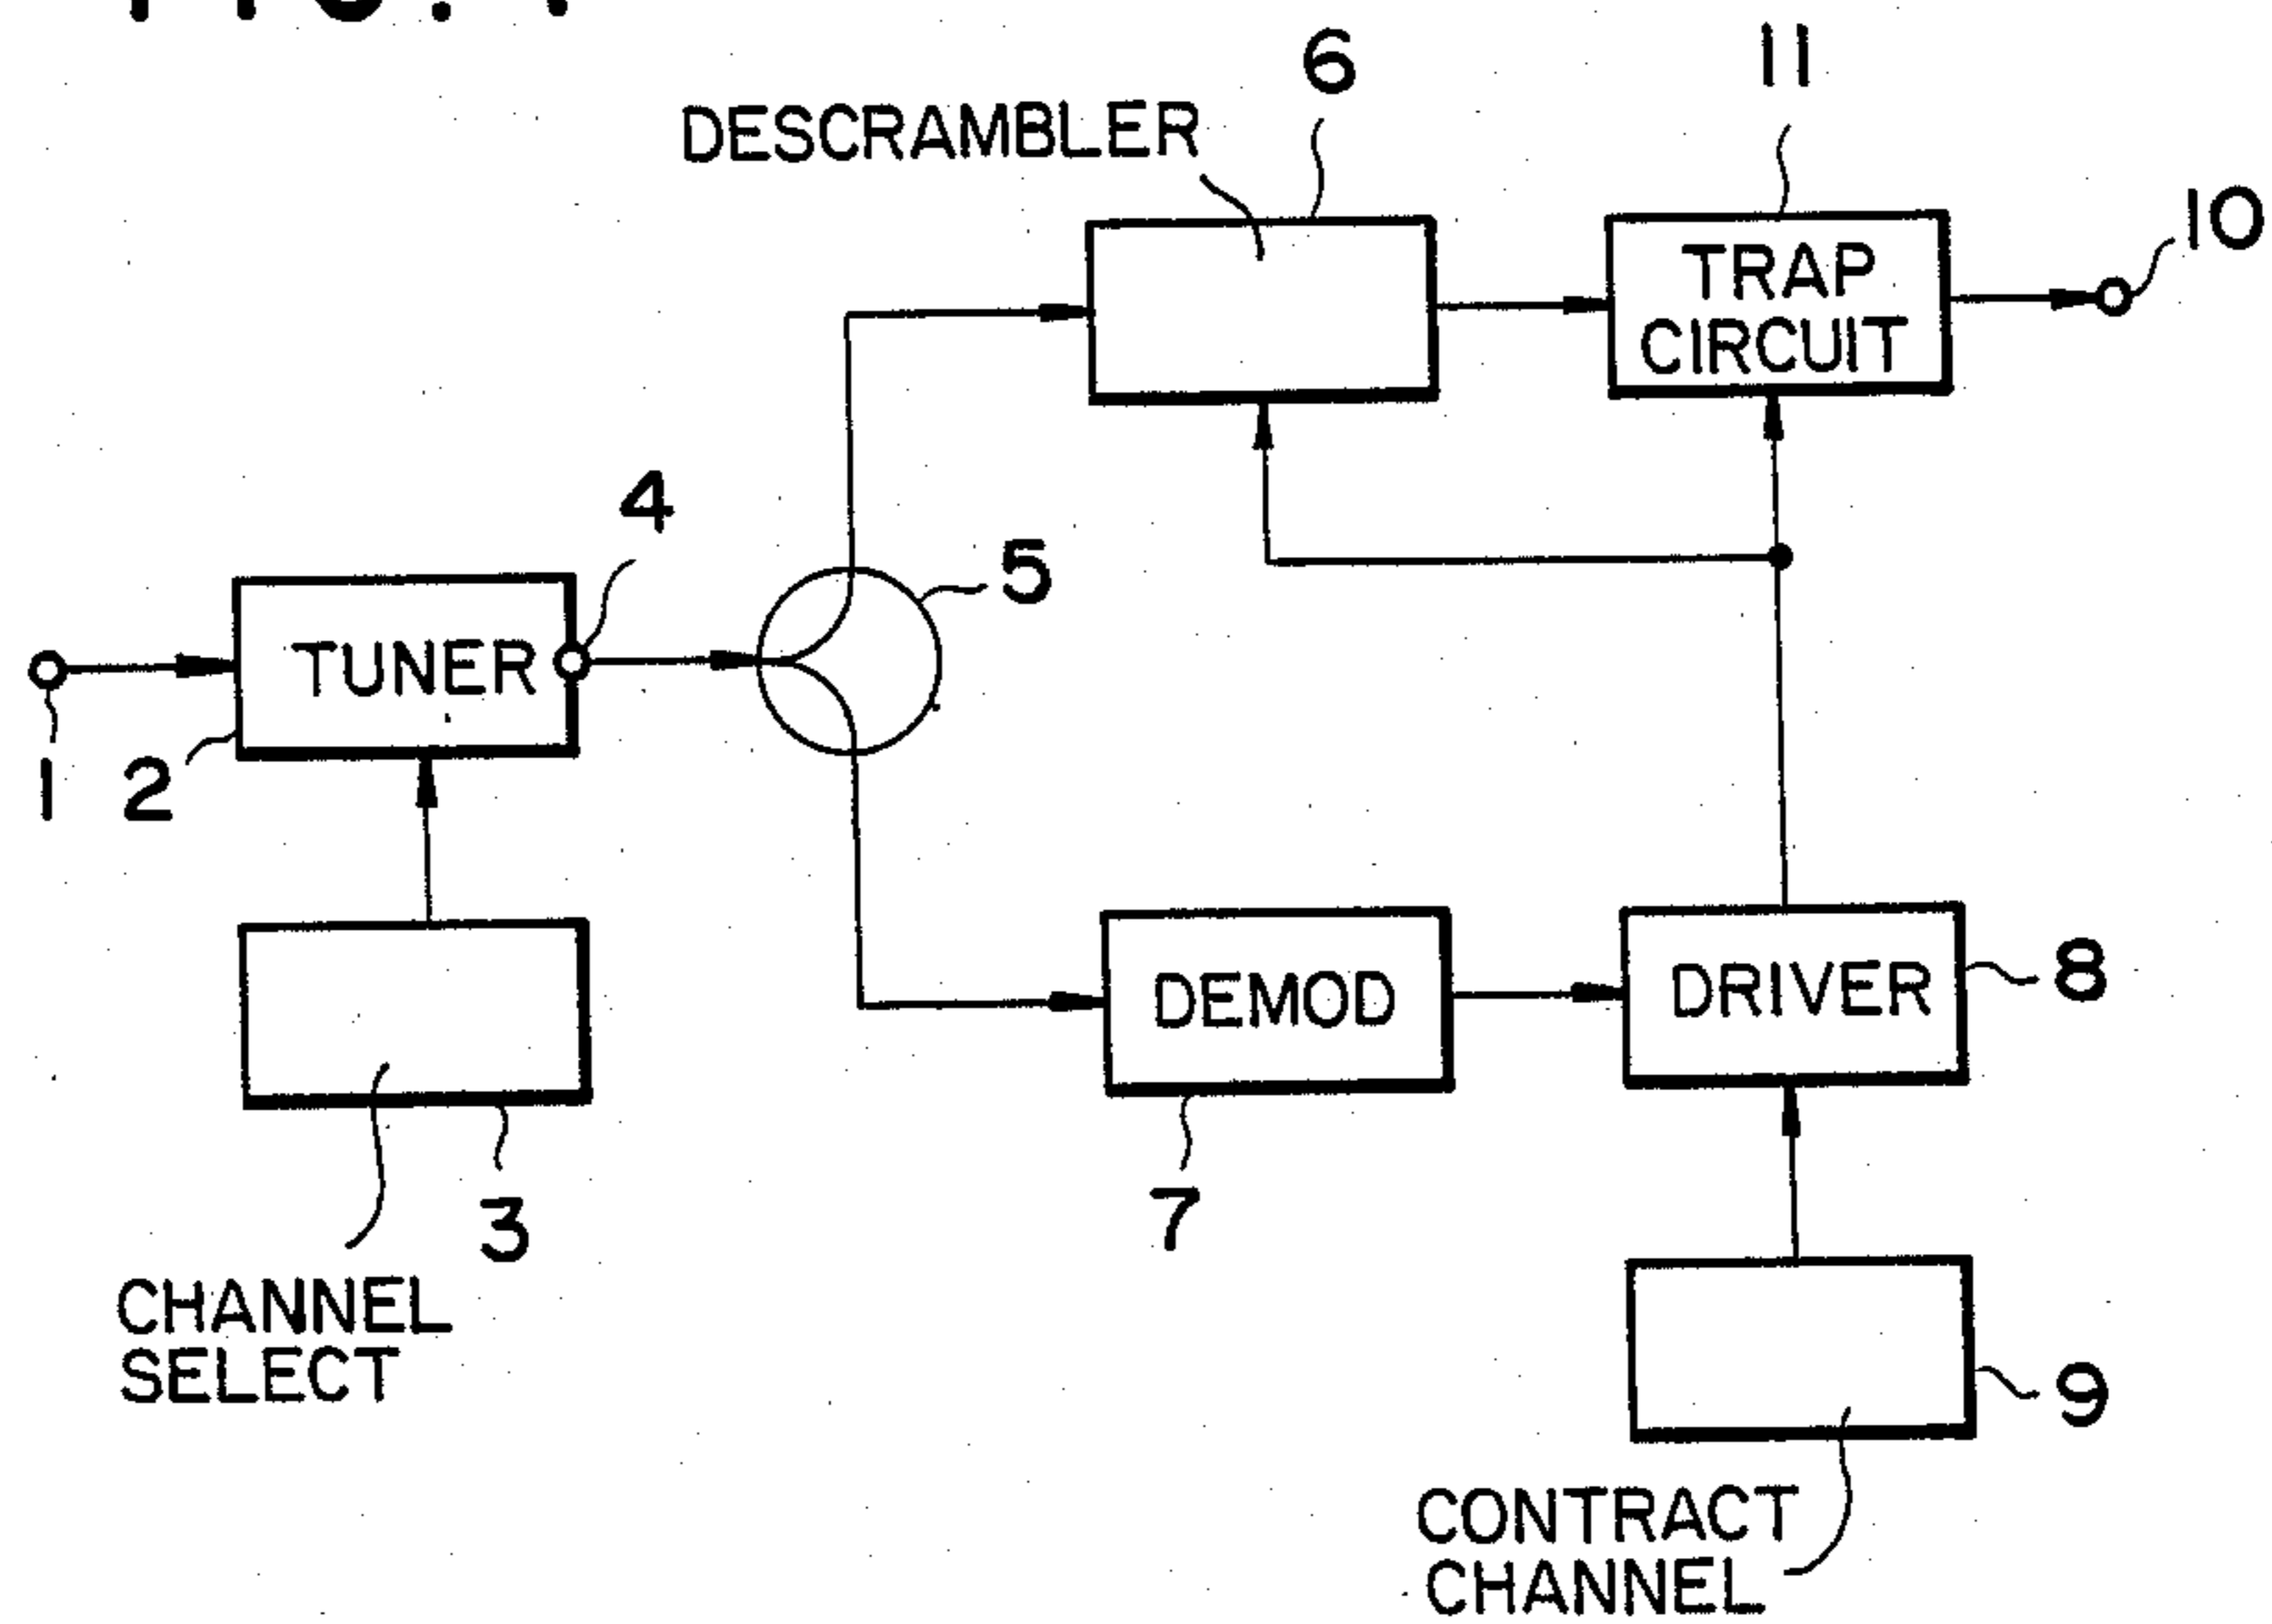 6
11
DESCRAMBLER
10
TRAP
CIRCUIT
4
5
TUNER
1
2
DEMOD
DRIVER
8
3
7
CHANNEL
SELECT
9
CONTRACT
CHANNEL